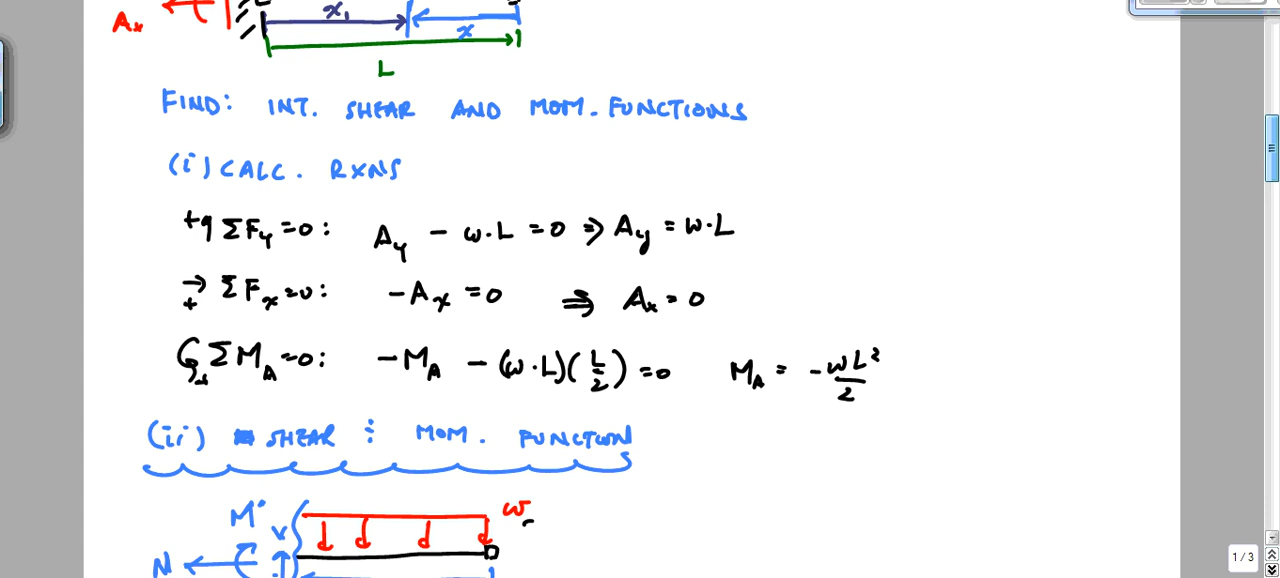 Ax
x₁ x
L
FIND: INT. SHEAR AND MOM. FUNCTIONS
(i) CALC. RXNS
+↑ ΣFy=0: Ay - w·L = 0 ⇒ Ay = w·L
→+ ΣFx=0: -Ax = 0 ⇒ Ax = 0
↺+ ΣMA=0: -MA - (w·L)(L/2) = 0 MA = -wL²/2
(ii) SHEAR & MOM. FUNCTION
M w
V
N
1 / 3